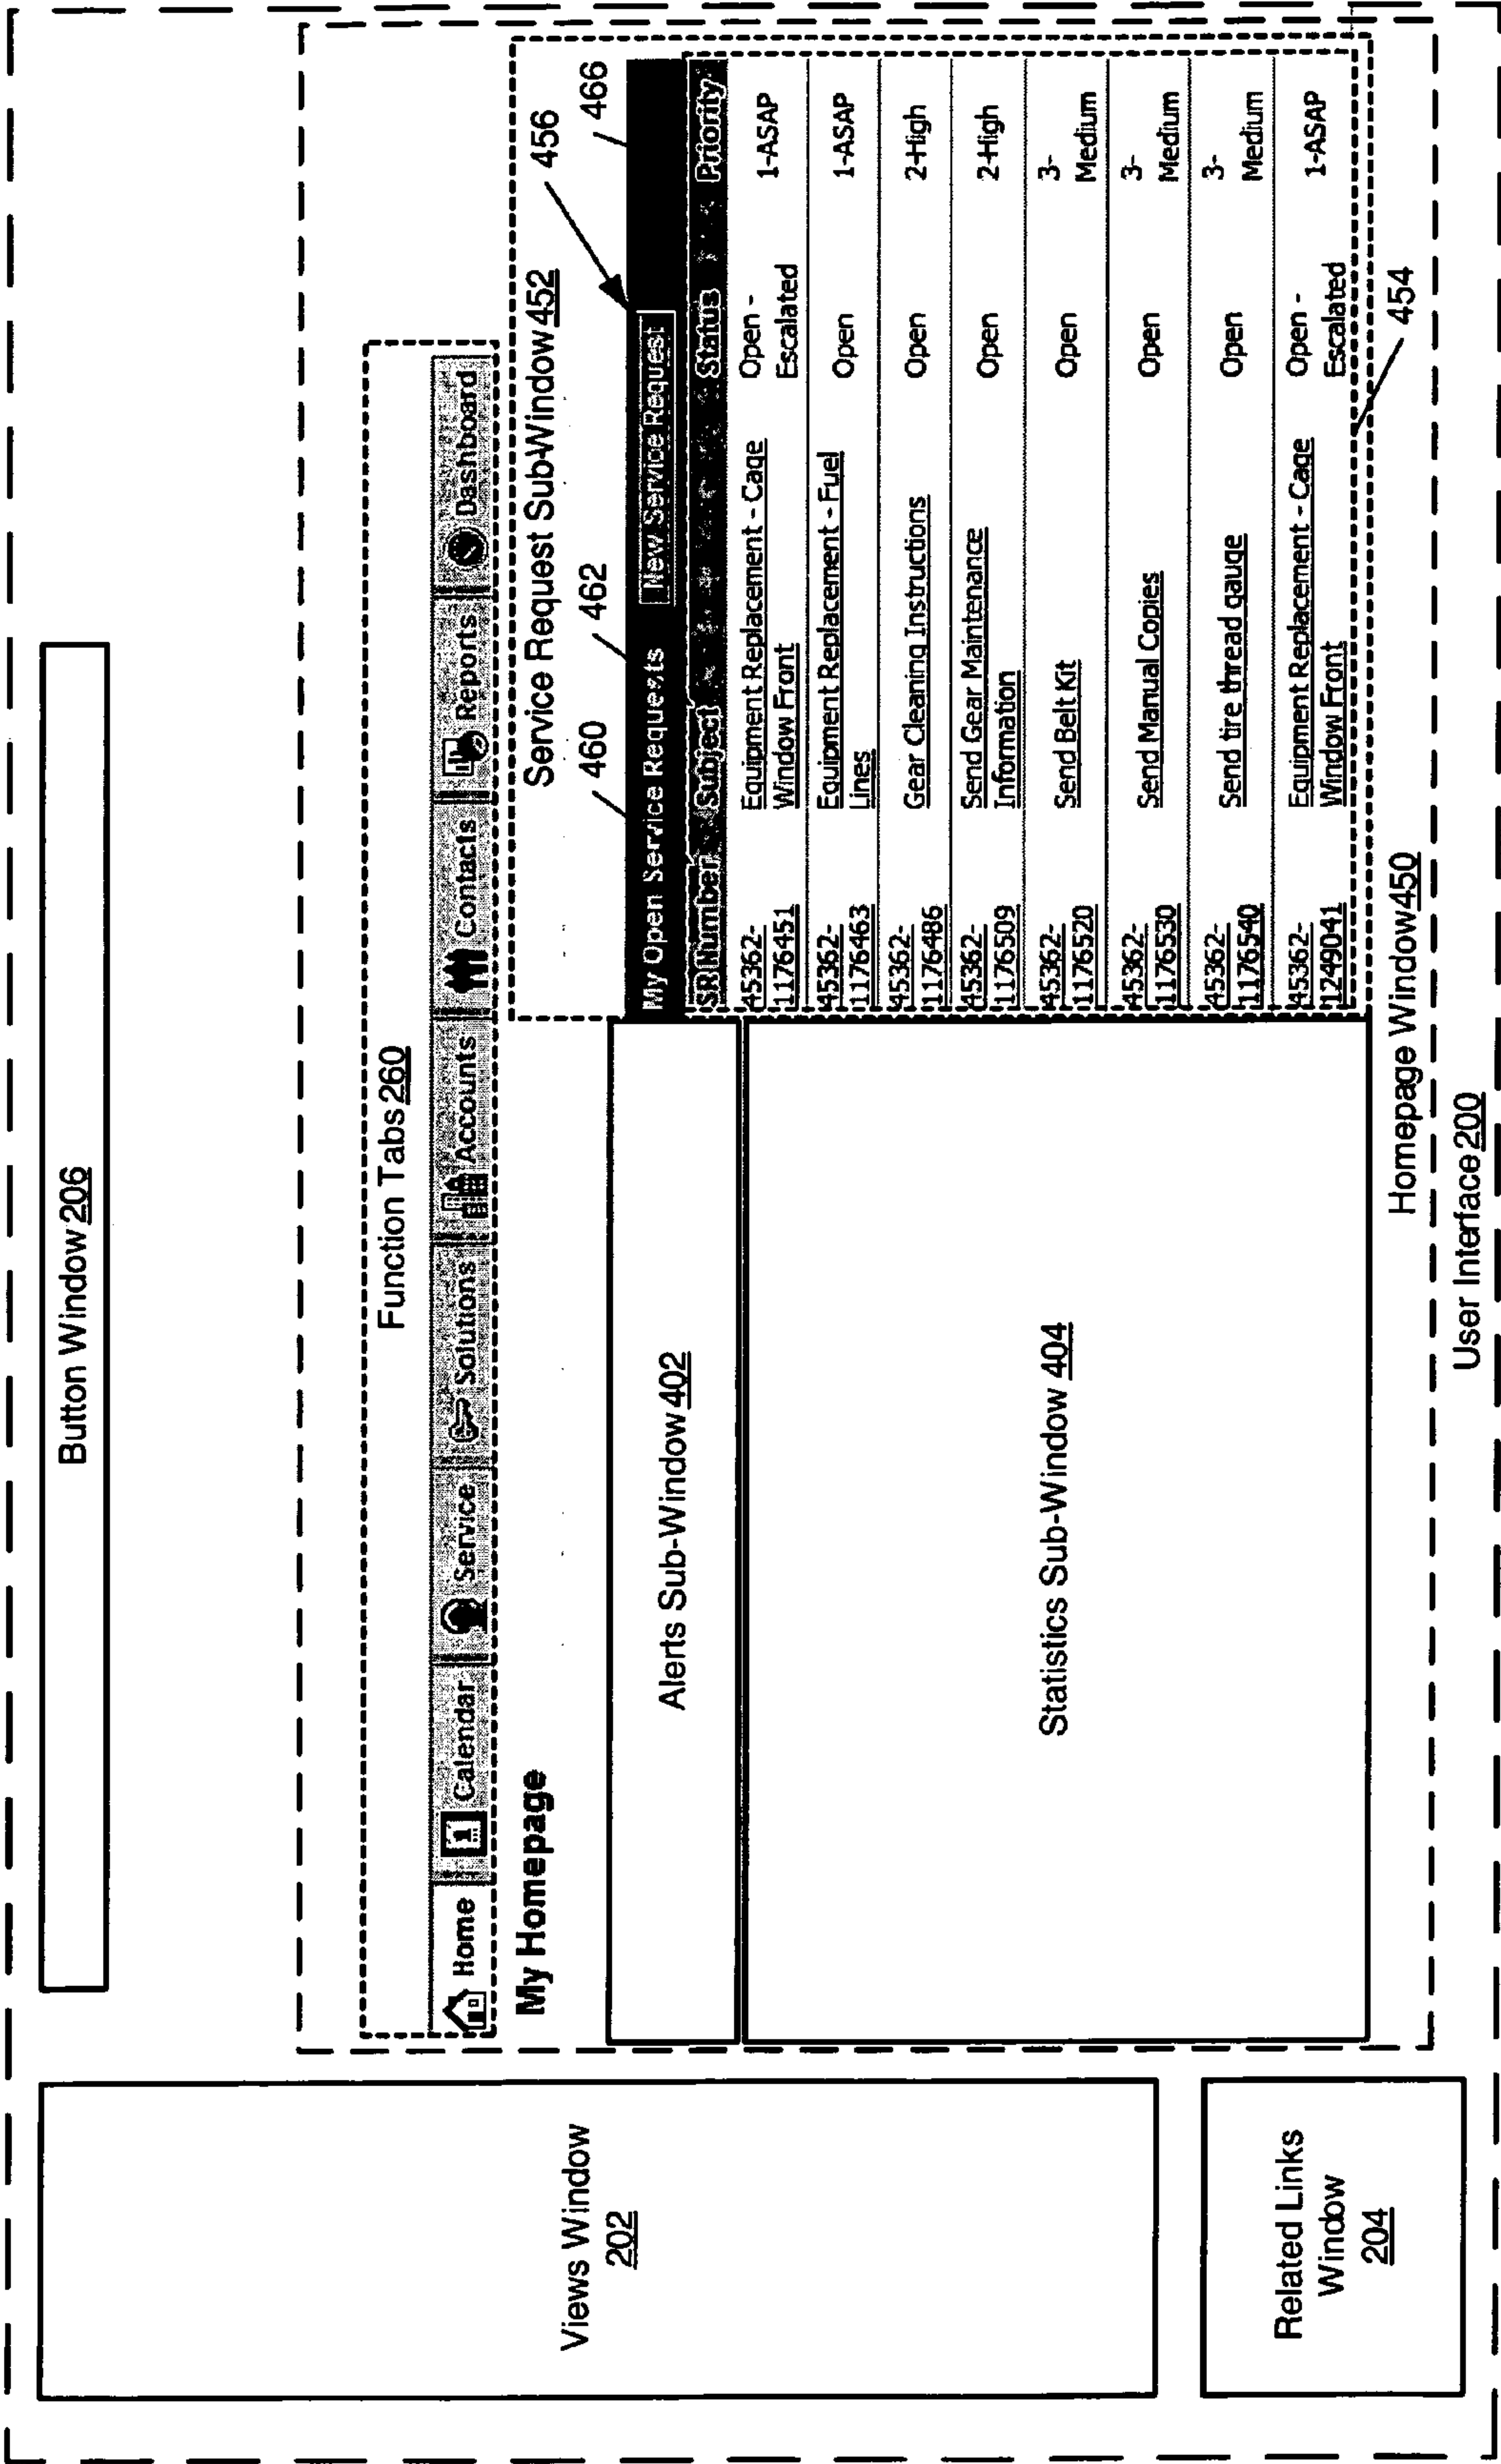 Button Window 206
Views Window
202
Related Links
Window
204
Function Tabs 260
Home
Calendar
Service
Solutions
Accounts
Contacts
Reports
Dashboard
My Homepage
Service Request Sub-Window 452
456
460
462
466
Alerts Sub-Window 402
Statistics Sub-Window 404
My Open Service Requests New Service Request
SR Number Subject Status Priority
45362- Equipment Replacement - Cage Open - 1-ASAP
1176451 Window Front Escalated
45362- Equipment Replacement - Fuel Open 1-ASAP
1176463 Lines
45362- Gear Cleaning Instructions Open 2-High
1176486
45362- Send Gear Maintenance Open 2-High
1176509 Information
45362- Send Belt Kit Open 3-
1176520 Medium
45362- Send Manual Copies Open 3-
1176530 Medium
45362- Send tire thread gauge Open 3-
1176540 Medium
45362- Equipment Replacement - Cage Open - 1-ASAP
1249041 Window Front Escalated
454
Homepage Window 450
User Interface 200